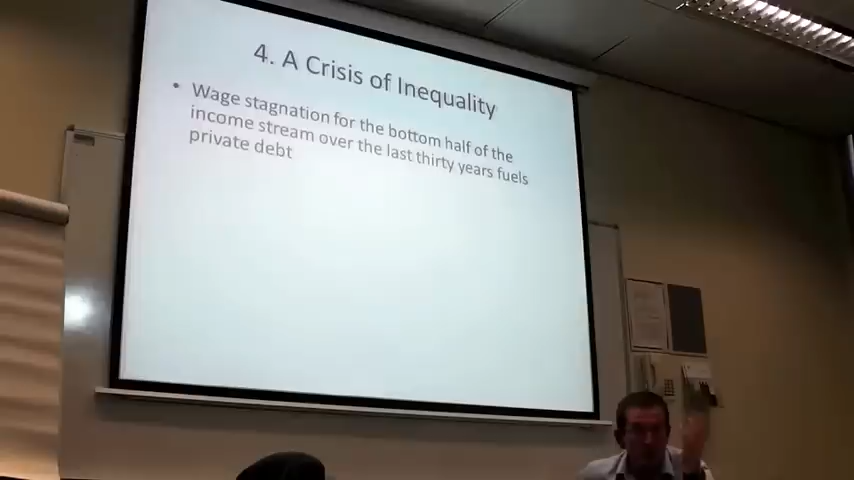 4. A Crisis of Inequality
• Wage stagnation for the bottom half of the
income stream over the last thirty years fuels
private debt